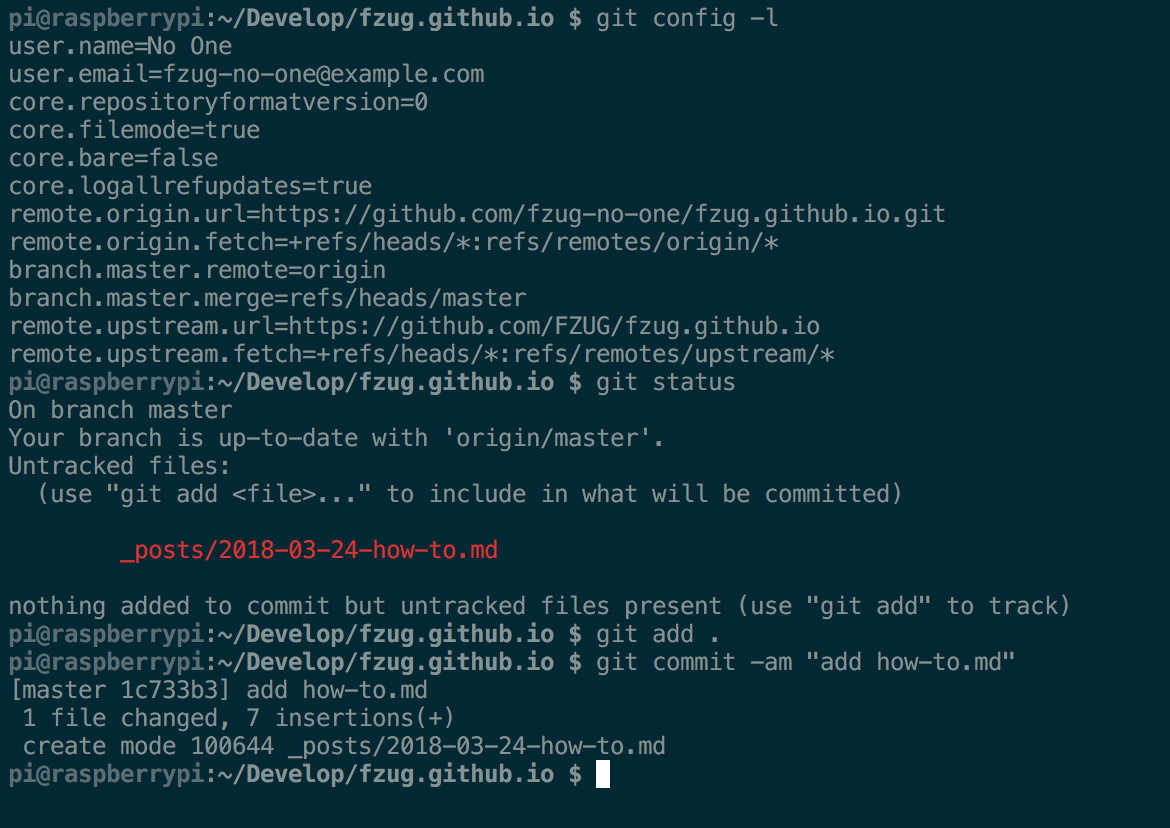 pi@raspberrypi:~/Develop/fzug.github.io $ git config -l
user.name=No One
user.email=fzug-no-one@example.com
core.repositoryformatversion=0
core.filemode=true
core.bare=false
core.logallrefupdates=true
remote.origin.url=https://github.com/fzug-no-one/fzug.github.io.git
remote.origin.fetch=+refs/heads/*:refs/remotes/origin/*
branch.master.remote=origin
branch.master.merge=refs/heads/master
remote.upstream.url=https://github.com/FZUG/fzug.github.io
remote.upstream.fetch=+refs/heads/*:refs/remotes/upstream/*
pi@raspberrypi:~/Develop/fzug.github.io $ git status
On branch master
Your branch is up-to-date with 'origin/master'.
Untracked files:
  (use "git add <file>..." to include in what will be committed)
        _posts/2018-03-24-how-to.md
nothing added to commit but untracked files present (use "git add" to track)
pi@raspberrypi:~/Develop/fzug.github.io $ git add .
pi@raspberrypi:~/Develop/fzug.github.io $ git commit -am "add how-to.md"
[master 1c733b3] add how-to.md
 1 file changed, 7 insertions(+)
 create mode 100644 _posts/2018-03-24-how-to.md
pi@raspberrypi:~/Develop/fzug.github.io $